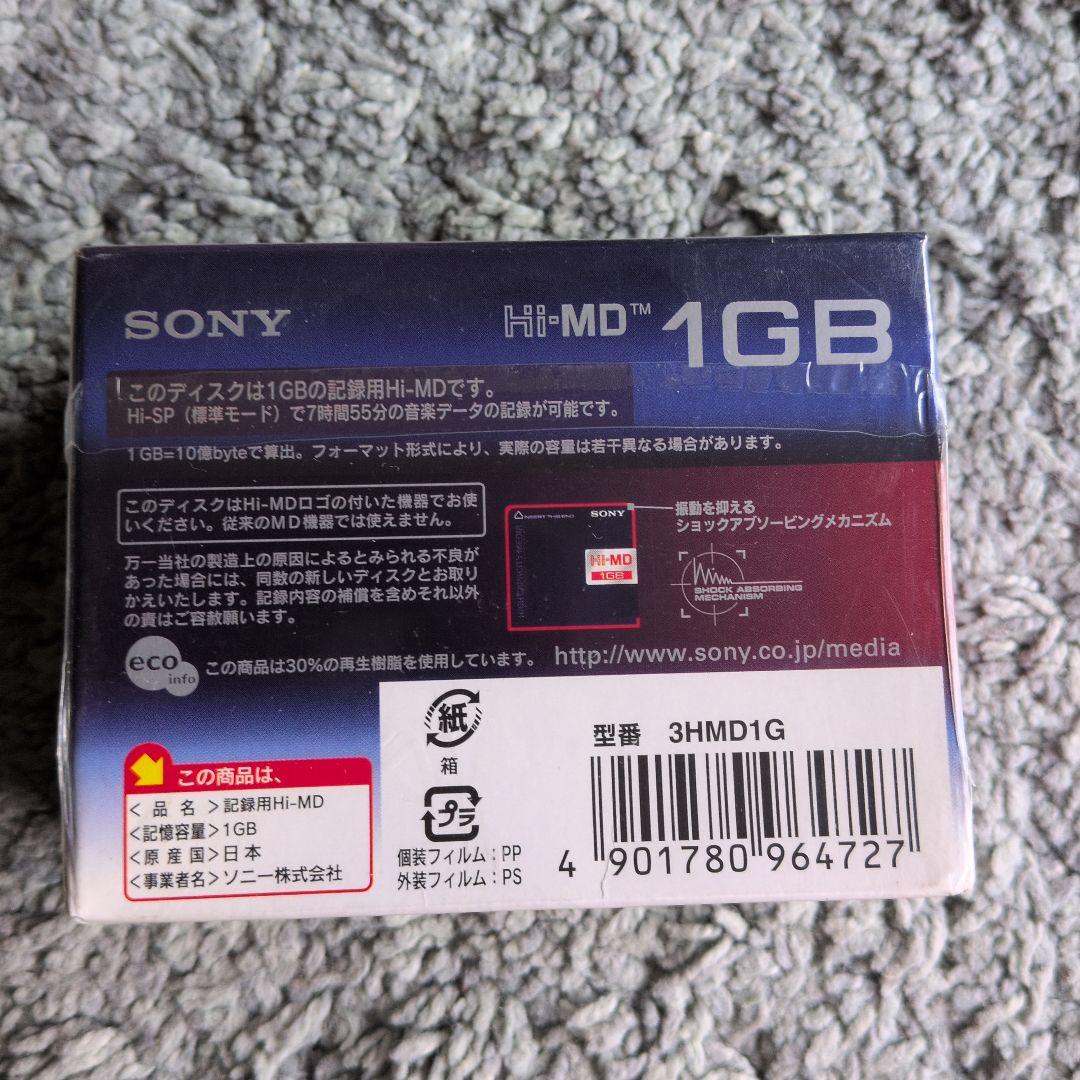 SONY
Hi-MD™ 1GB
このディスクは1GBの記録用Hi-MDです。
Hi-SP（標準モード）で7時間55分の音楽データの記録が可能です。
1GB=10億byteで算出。フォーマット形式により、実際の容量は若干異なる場合があります。
このディスクはHi-MDロゴの付いた機器でお使
いください。従来のMD機器では使えません。
万一当社の製造上の原因によるとみられる不良が
あった場合には、同数の新しいディスクとお取り
かえいたします。記録内容の補償を含めそれ以外
の責はご容赦願います。
SONY
Hi-MD
1GB
振動を抑える
ショックアブソービングメカニズム
SHOCK ABSORBING
MECHANISM
eco
info
この商品は30%の再生樹脂を使用しています。
http://www.sony.co.jp/media
この商品は、
<品名>記録用Hi-MD
<記憶容量>1GB
<原産国>日本
<事業者名>ソニー株式会社
紙
箱
プラ
個装フィルム：PP
外装フィルム：PS
型番 3HMD1G
4 901780 964727